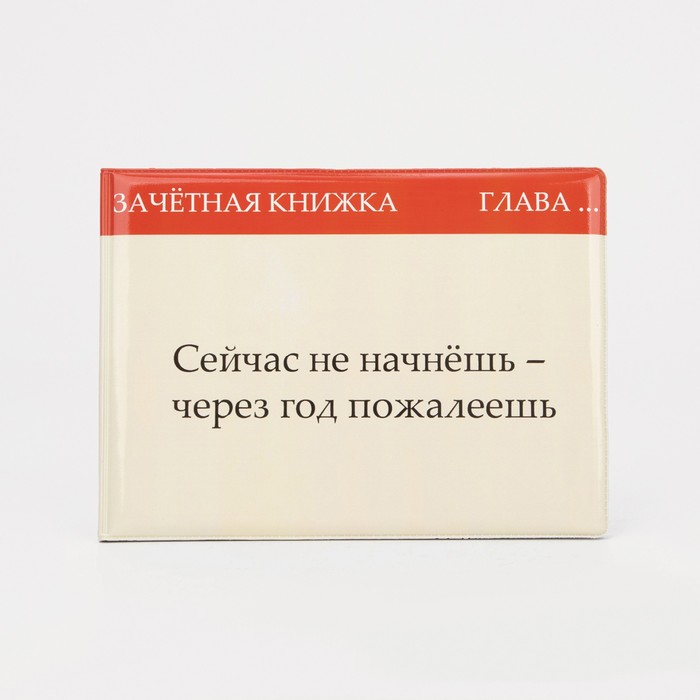 ЗАЧЁТНАЯ КНИЖКА ГЛАВА ...
Сейчас не начнёшь –
через год пожалеешь